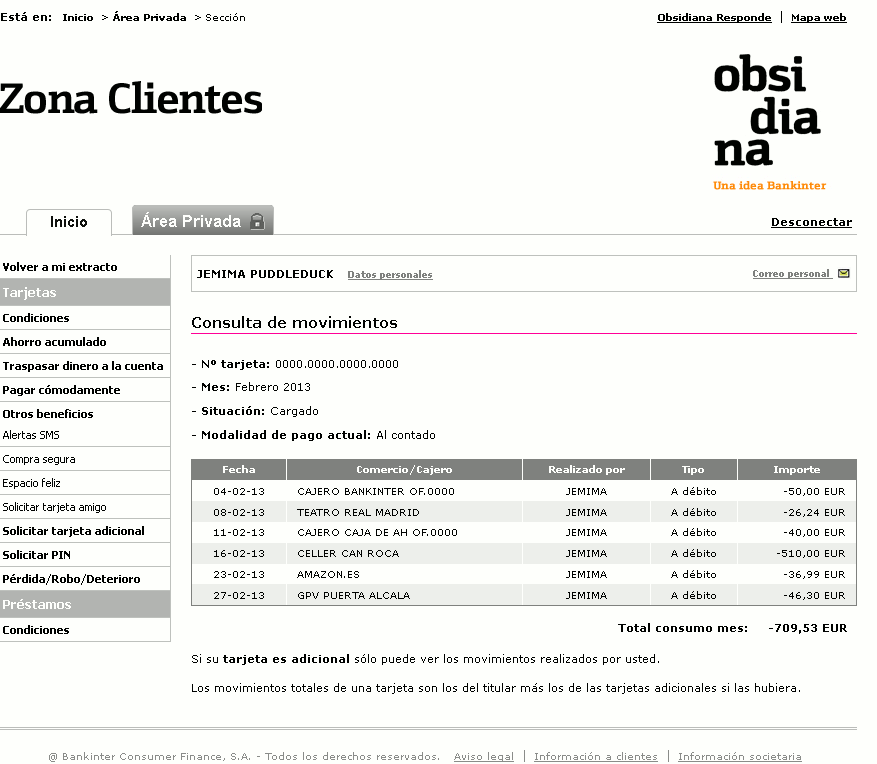 Está en: Inicio > Área Privada > Sección
Obsidiana Responde | Mapa web
Zona Clientes
obsi
dia
na
Una idea Bankinter
Inicio
Área Privada
Desconectar
Volver a mi extracto
Tarjetas
Condiciones
Ahorro acumulado
Traspasar dinero a la cuenta
Pagar cómodamente
Otros beneficios
Alertas SMS
Compra segura
Espacio feliz
Solicitar tarjeta amigo
Solicitar tarjeta adicional
Solicitar PIN
Pérdida/Robo/Deterioro
Préstamos
Condiciones
JEMIMA PUDDLEDUCK Datos personales Correo personal
Consulta de movimientos
- Nº tarjeta: 0000.0000.0000.0000
- Mes: Febrero 2013
- Situación: Cargado
- Modalidad de pago actual: Al contado
Fecha Comercio/Cajero Realizado por Tipo Importe
04-02-13 CAJERO BANKINTER OF.0000 JEMIMA A débito -50,00 EUR
08-02-13 TEATRO REAL MADRID JEMIMA A débito -26,24 EUR
11-02-13 CAJERO CAJA DE AH OF.0000 JEMIMA A débito -40,00 EUR
16-02-13 CELLER CAN ROCA JEMIMA A débito -510,00 EUR
23-02-13 AMAZON.ES JEMIMA A débito -36,99 EUR
27-02-13 GPV PUERTA ALCALA JEMIMA A débito -46,30 EUR
Total consumo mes: -709,53 EUR
Si su tarjeta es adicional sólo puede ver los movimientos realizados por usted.
Los movimientos totales de una tarjeta son los del titular más los de las tarjetas adicionales si las hubiera.
@ Bankinter Consumer Finance, S.A. - Todos los derechos reservados. Aviso legal | Información a clientes | Información societaria